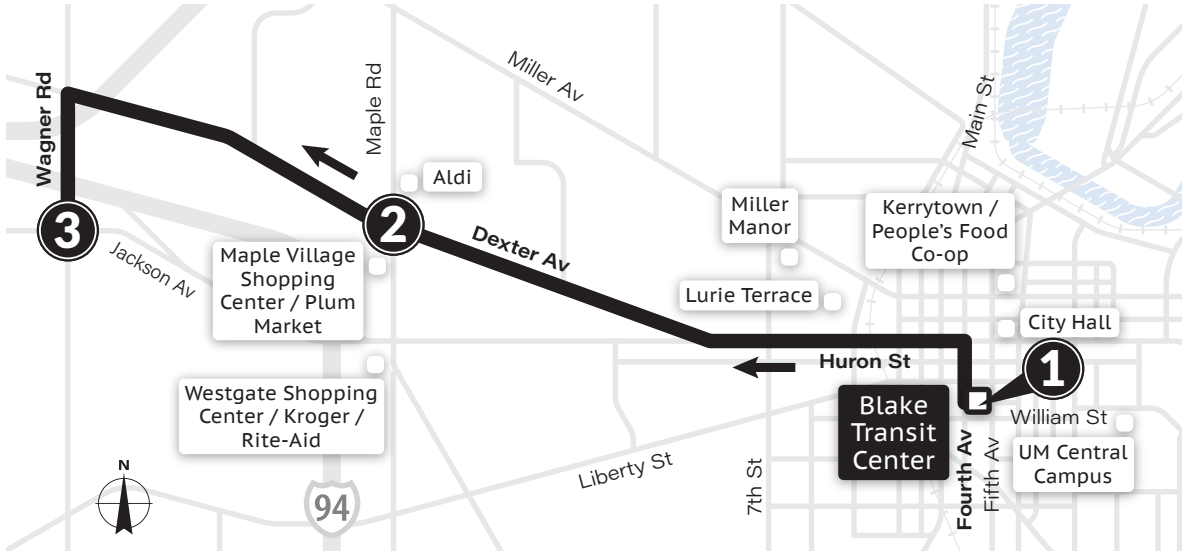 Miller Av
Main St
Maple Rd
Wagner Rd
Aldi
Miller
Manor
Kerrytown /
People's Food
Co-op
3
2
Dexter Av
Jackson Av
Maple Village
Shopping
Center / Plum
Market
Lurie Terrace
City Hall
Huron St
1
Westgate Shopping
Center / Kroger /
Rite-Aid
Blake
Transit
Center
William St
UM Central
Campus
Liberty St
7th St
Fourth Av
Fifth Av
N
94